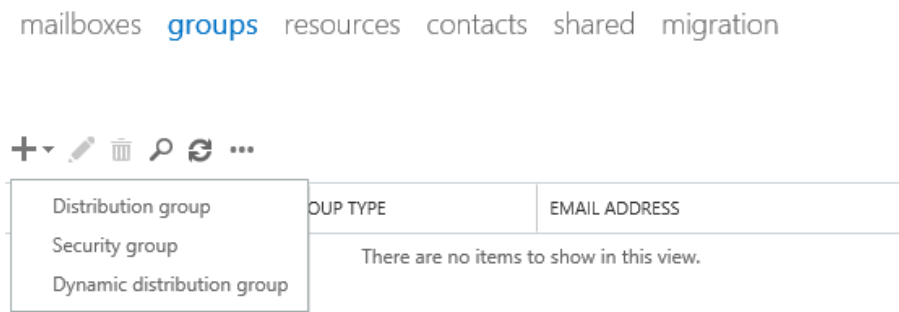 mailboxes groups resources contacts shared migration
Distribution group
Security group
Dynamic distribution group
OUP TYPE EMAIL ADDRESS
There are no items to show in this view.